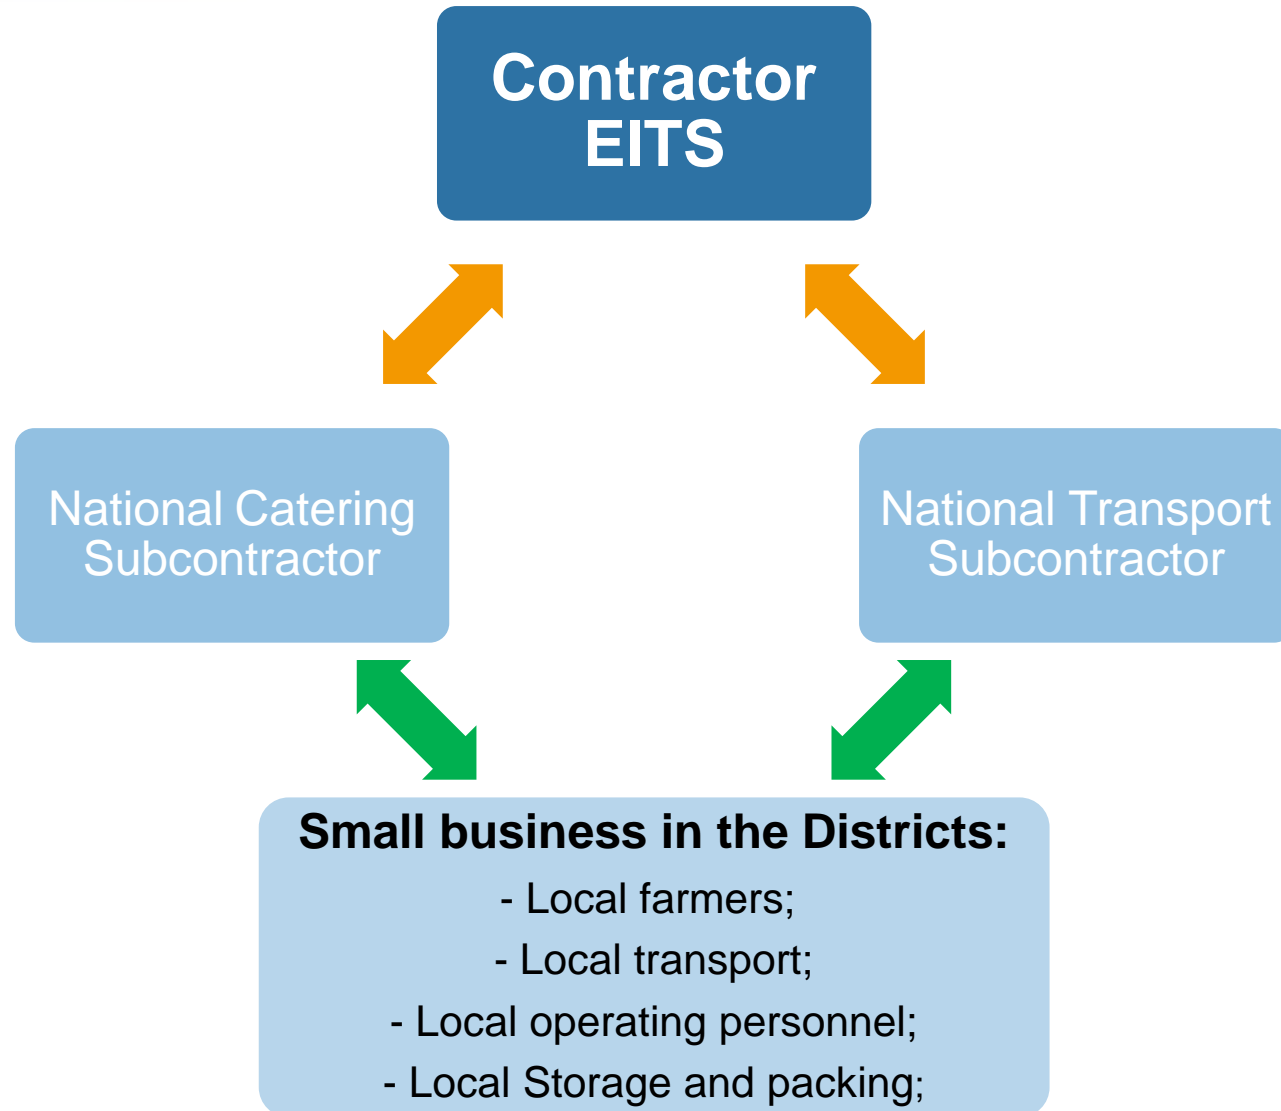 Contractor
EITS
National Catering
Subcontractor
National Transport
Subcontractor
Small business in the Districts:
- Local farmers;
- Local transport;
- Local operating personnel;
- Local Storage and packing;